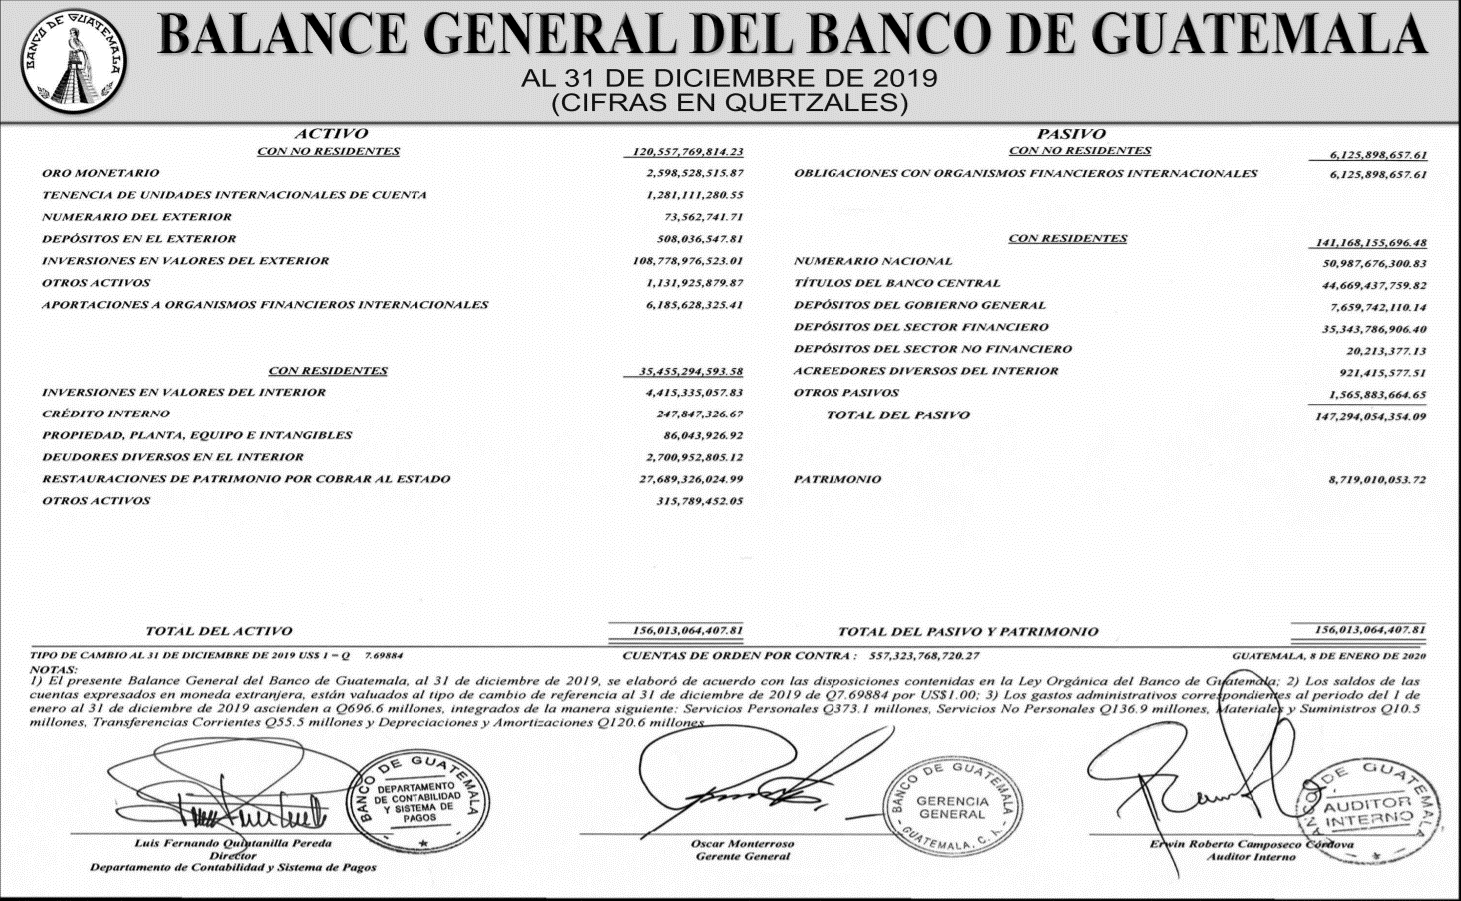 BANCO DE GUATEMALA
BALANCE GENERAL DEL BANCO DE GUATEMALA
AL 31 DE DICIEMBRE DE 2019
(CIFRAS EN QUETZALES)
ACTIVO
CON NO RESIDENTES 120,557,769,814.23
ORO MONETARIO 2,598,528,515.87
TENENCIA DE UNIDADES INTERNACIONALES DE CUENTA 1,281,111,280.55
NUMERARIO DEL EXTERIOR 73,562,741.71
DEPÓSITOS EN EL EXTERIOR 508,036,547.81
INVERSIONES EN VALORES DEL EXTERIOR 108,778,976,523.01
OTROS ACTIVOS 1,131,925,879.87
APORTACIONES A ORGANISMOS FINANCIEROS INTERNACIONALES 6,185,628,325.41
CON RESIDENTES 35,455,294,593.58
INVERSIONES EN VALORES DEL INTERIOR 4,415,335,057.83
CRÉDITO INTERNO 247,847,326.67
PROPIEDAD, PLANTA, EQUIPO E INTANGIBLES 86,043,926.92
DEUDORES DIVERSOS EN EL INTERIOR 2,700,952,805.12
RESTAURACIONES DE PATRIMONIO POR COBRAR AL ESTADO 27,689,326,024.99
OTROS ACTIVOS 315,789,452.05
TOTAL DEL ACTIVO 156,013,064,407.81
PASIVO
CON NO RESIDENTES 6,125,898,657.61
OBLIGACIONES CON ORGANISMOS FINANCIEROS INTERNACIONALES 6,125,898,657.61
CON RESIDENTES 141,168,155,696.48
NUMERARIO NACIONAL 50,987,676,300.83
TÍTULOS DEL BANCO CENTRAL 44,669,437,759.82
DEPÓSITOS DEL GOBIERNO GENERAL 7,659,742,110.14
DEPÓSITOS DEL SECTOR FINANCIERO 35,343,786,906.40
DEPÓSITOS DEL SECTOR NO FINANCIERO 20,213,377.13
ACREEDORES DIVERSOS DEL INTERIOR 921,415,577.51
OTROS PASIVOS 1,565,883,664.65
TOTAL DEL PASIVO 147,294,054,354.09
PATRIMONIO 8,719,010,053.72
TOTAL DEL PASIVO Y PATRIMONIO 156,013,064,407.81
TIPO DE CAMBIO AL 31 DE DICIEMBRE DE 2019 US$ 1 = Q 7.69884
CUENTAS DE ORDEN POR CONTRA : 557,323,768,720.27
GUATEMALA, 8 DE ENERO DE 2020
NOTAS:
1) El presente Balance General del Banco de Guatemala, al 31 de diciembre de 2019, se elaboró de acuerdo con las disposiciones contenidas en la Ley Orgánica del Banco de Guatemala; 2) Los saldos de las
cuentas expresados en moneda extranjera, están valuados al tipo de cambio de referencia al 31 de diciembre de 2019 de Q7.69884 por US$1.00; 3) Los gastos administrativos correspondientes al periodo del 1 de
enero al 31 de diciembre de 2019 ascienden a Q696.6 millones, integrados de la manera siguiente: Servicios Personales Q373.1 millones, Servicios No Personales Q136.9 millones, Materiales y Suministros Q10.5
millones, Transferencias Corrientes Q55.5 millones y Depreciaciones y Amortizaciones Q120.6 millones
BANCO DE GUATEMALA
DEPARTAMENTO
DE CONTABILIDAD
Y SISTEMA DE
PAGOS
Luis Fernando Quintanilla Pereda
Director
Departamento de Contabilidad y Sistema de Pagos
BANCO DE GUATEMALA
GERENCIA
GENERAL
GUATEMALA, C. A.
Oscar Monterroso
Gerente General
BANCO DE GUATEMALA
AUDITOR
INTERNO
Erwin Roberto Camposeco Córdova
Auditor Interno